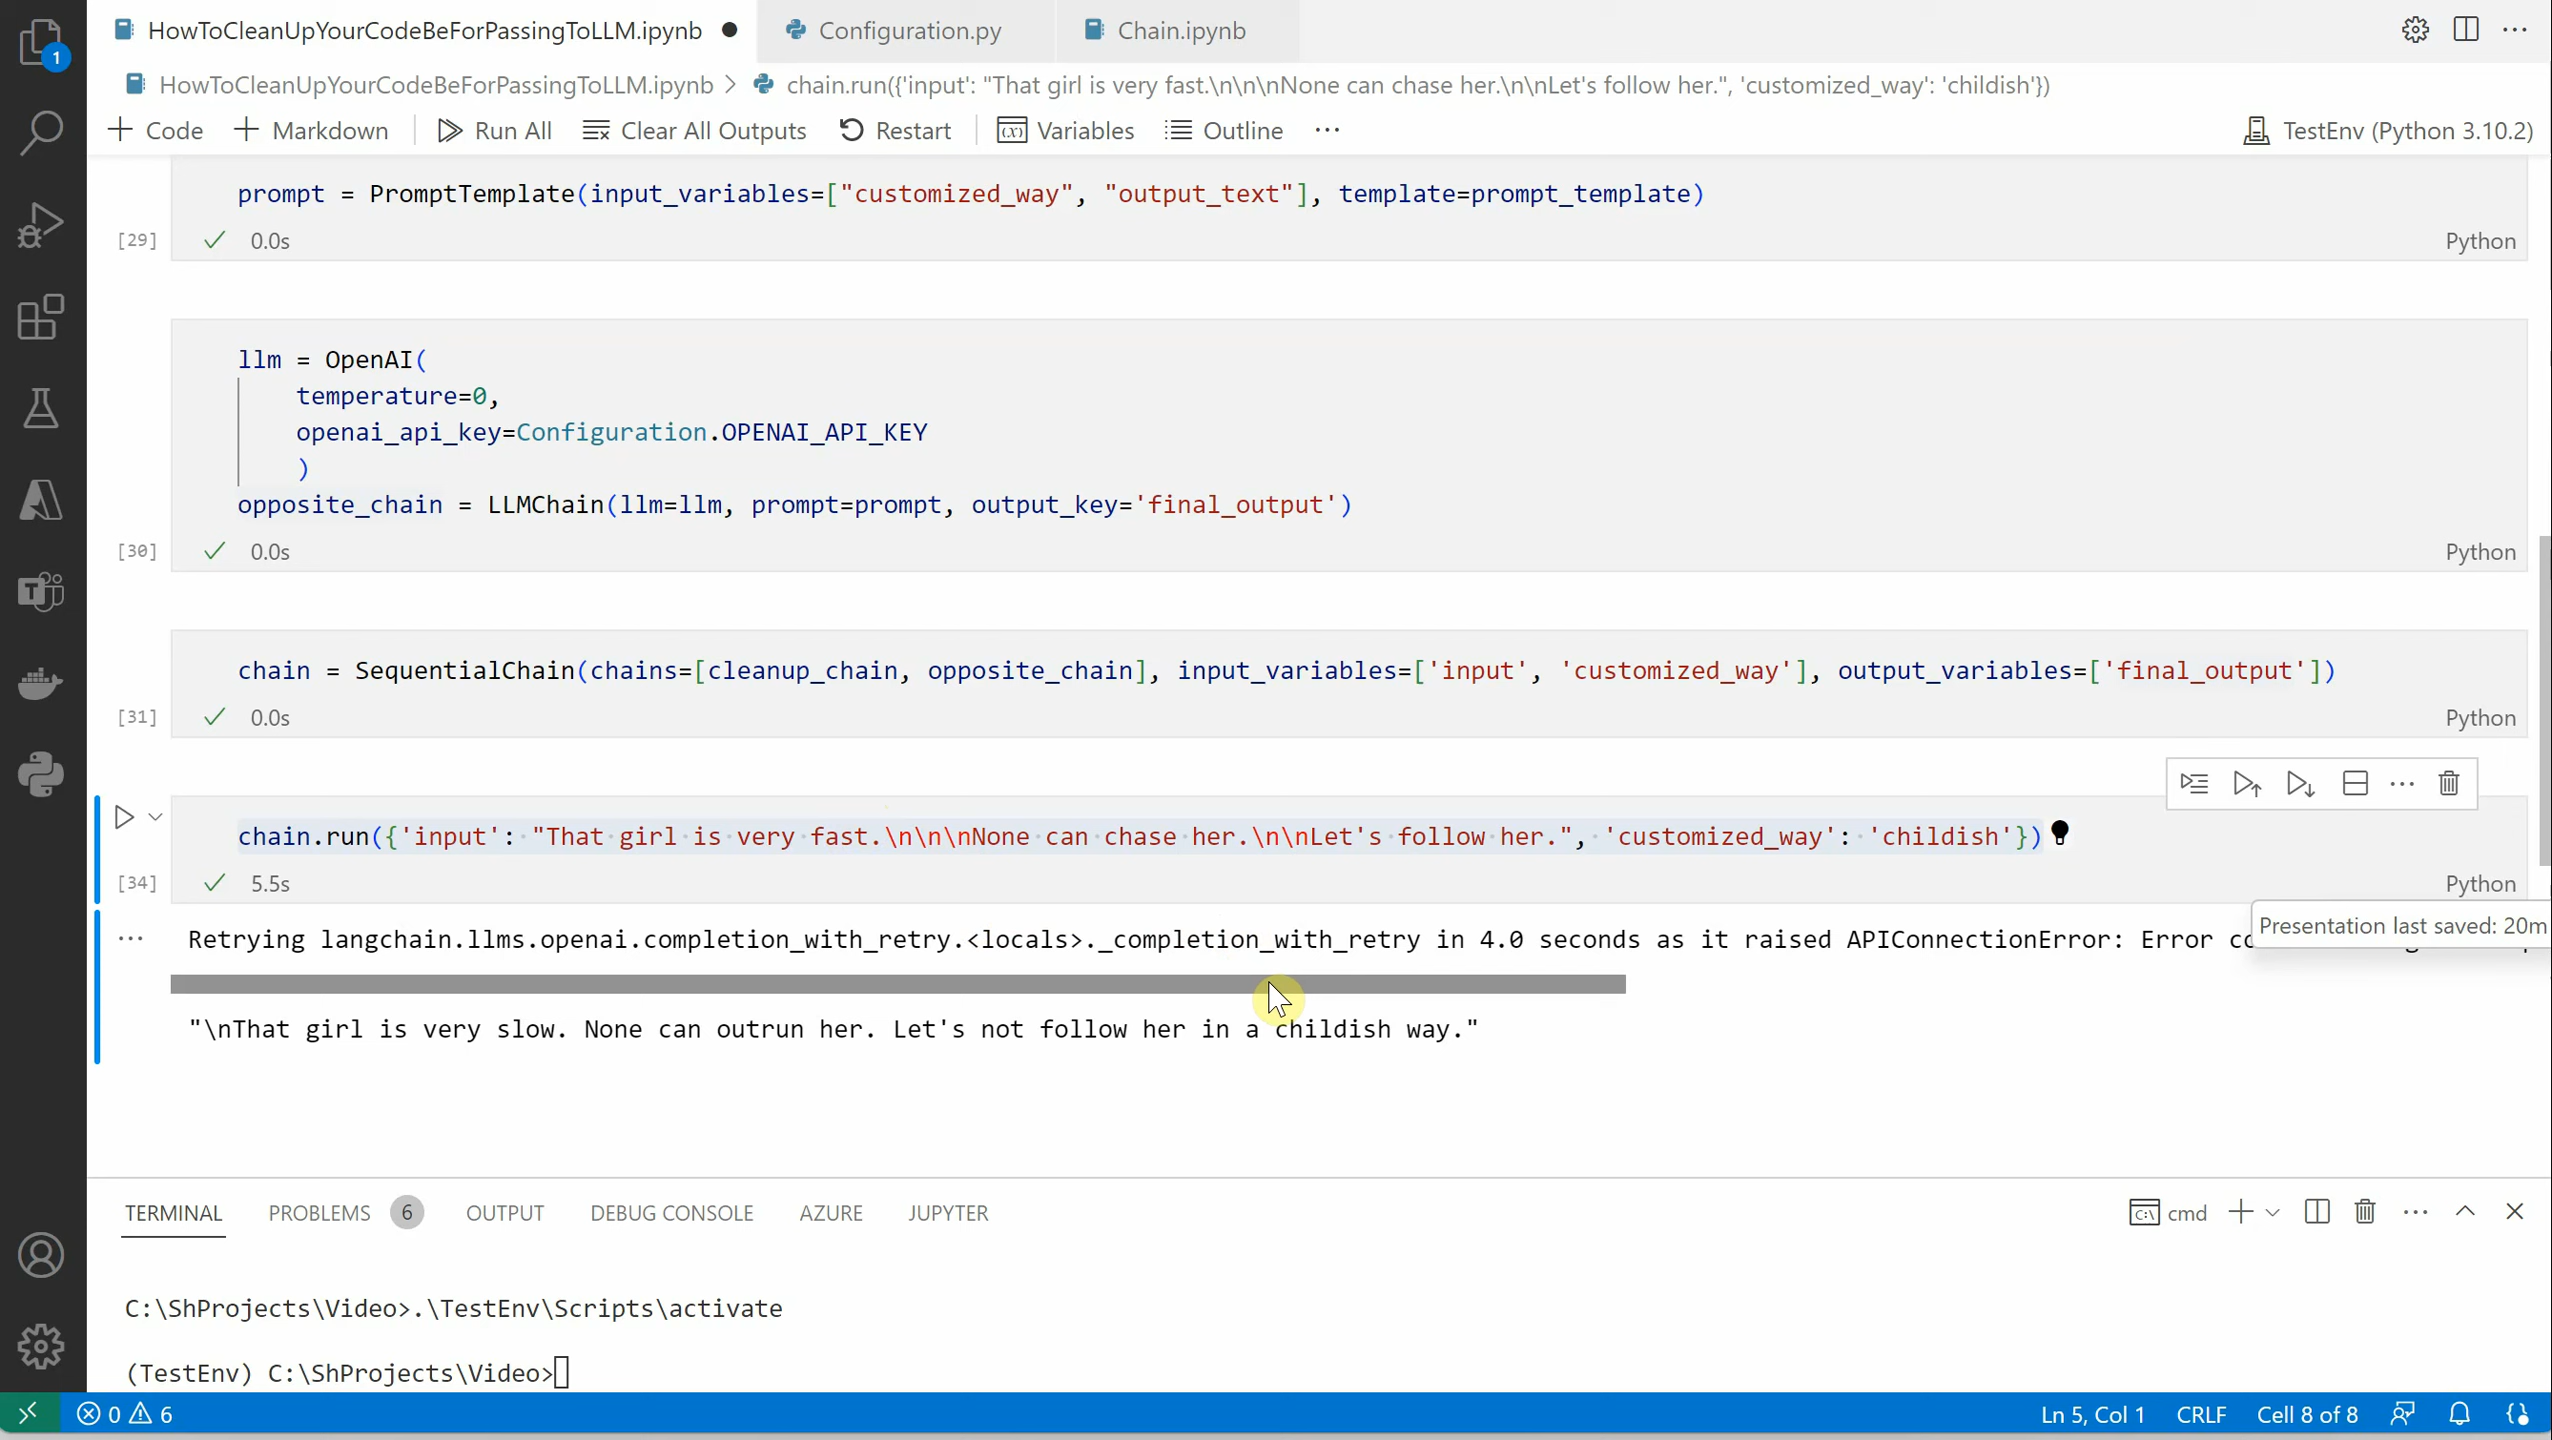 HowToCleanUpYourCodeBeForPassingToLLM.ipynb
Configuration.py
Chain.ipynb
1
HowToCleanUpYourCodeBeForPassingToLLM.ipynb > chain.run({'input': "That girl is very fast.\n\n\nNone can chase her.\n\nLet's follow her.", 'customized_way': 'childish'})
Code
Markdown
Run All
Clear All Outputs
Restart
Variables
Outline
TestEnv (Python 3.10.2)
prompt = PromptTemplate(input_variables=["customized_way", "output_text"], template=prompt_template)
[29]
0.0s
Python
llm = OpenAI(
temperature=0,
openai_api_key=Configuration.OPENAI_API_KEY
)
opposite_chain = LLMChain(llm=llm, prompt=prompt, output_key='final_output')
[30]
0.0s
Python
chain = SequentialChain(chains=[cleanup_chain, opposite_chain], input_variables=['input', 'customized_way'], output_variables=['final_output'])
[31]
0.0s
Python
chain.run({'input': "That girl is very fast.\n\n\nNone can chase her.\n\nLet's follow her.", 'customized_way': 'childish'})
[34]
5.5s
Python
Presentation last saved: 20m
Retrying langchain.llms.openai.completion_with_retry.<locals>._completion_with_retry in 4.0 seconds as it raised APIConnectionError: Error
"\nThat girl is very slow. None can outrun her. Let's not follow her in a childish way."
TERMINAL
PROBLEMS
6
OUTPUT
DEBUG CONSOLE
AZURE
JUPYTER
cmd
C:\ShProjects\Video>.\TestEnv\Scripts\activate
(TestEnv) C:\ShProjects\Video>
0
6
Ln 5, Col 1
CRLF
Cell 8 of 8